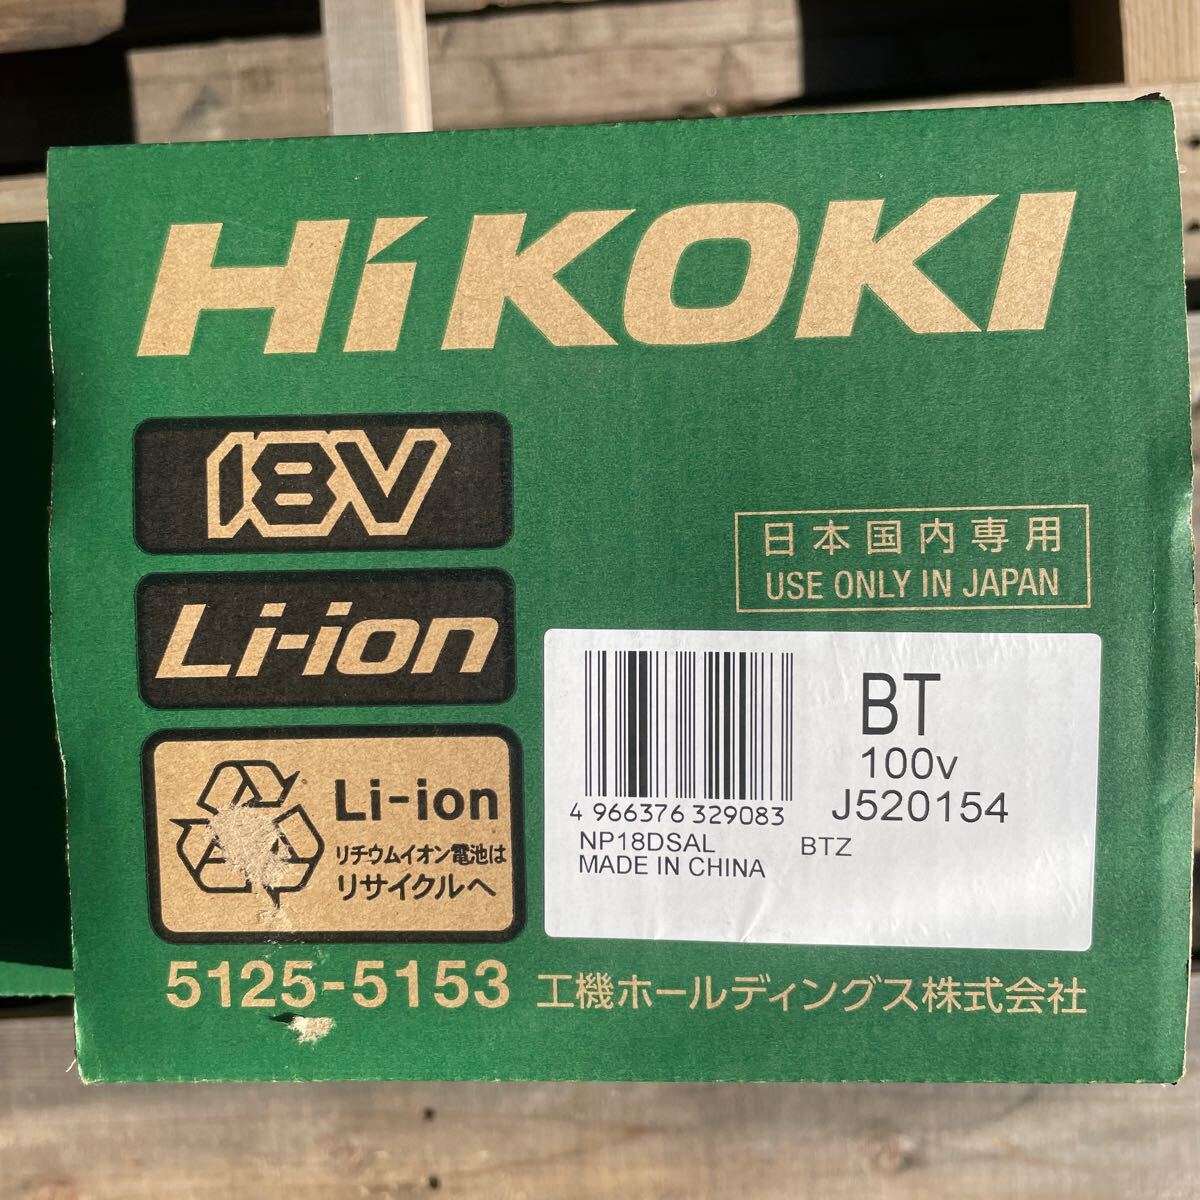 HiKOKI
18V
Li-ion
日本国内専用
USE ONLY IN JAPAN
Li-ion
リチウムイオン電池は
リサイクルへ
BT
100v
J520154
4 966376 329083
NP18DSAL BTZ
MADE IN CHINA
5125-5153 工機ホールディングス株式会社